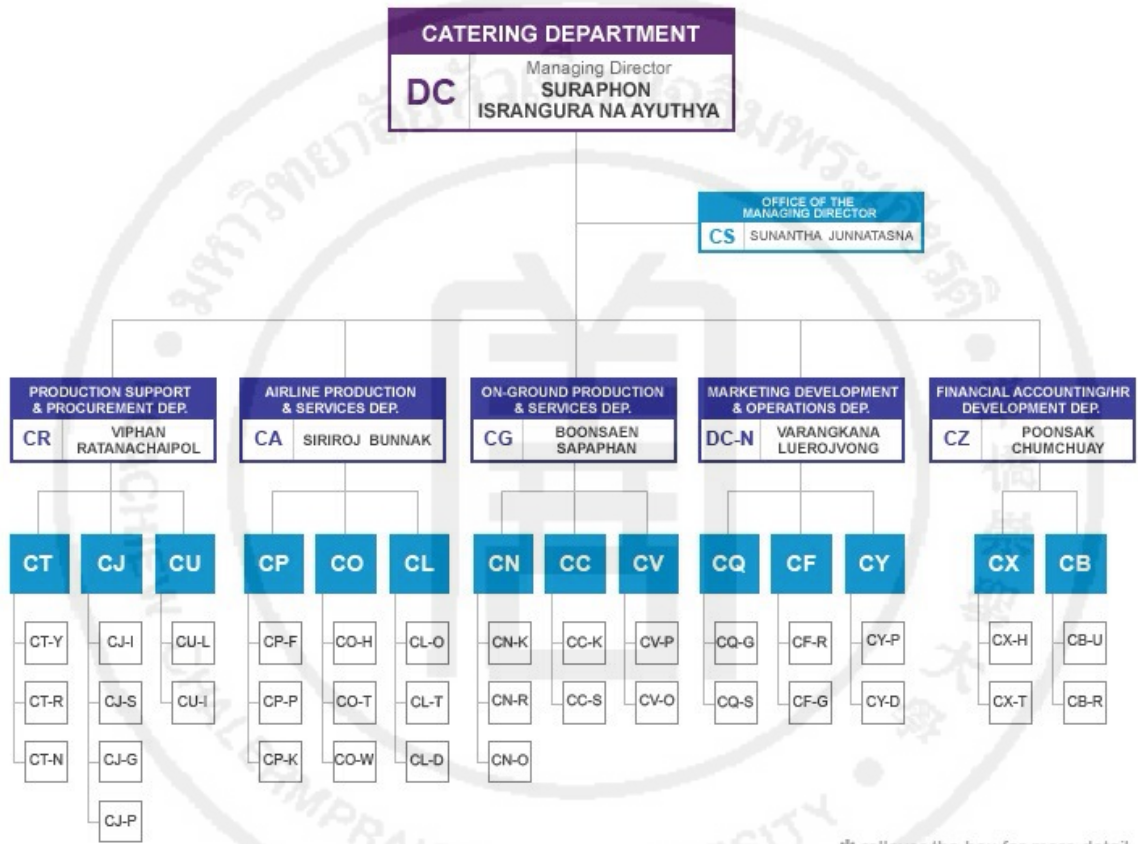 CATERING DEPARTMENT
DC
Managing Director
SURAPHON
ISRANGURA NA AYUTHYA
OFFICE OF THE
MANAGING DIRECTOR
CS SUNANTHA JUNNATASNA
PRODUCTION SUPPORT
& PROCUREMENT DEP.
CR
VIPHAN
RATANACHAIPOL
AIRLINE PRODUCTION
& SERVICES DEP.
CA SIRIROJ BUNNAK
ON-GROUND PRODUCTION
& SERVICES DEP.
CG
BOONSAEN
SAPAPHAN
MARKETING DEVELOPMENT
& OPERATIONS DEP.
DC-N
VARANGKANA
LUEROJVONG
FINANCIAL ACCOUNTING/HR
DEVELOPMENT DEP.
CZ
POONSAK
CHUMCHUAY
CT CJ CU CP CO CL CN CC CV CQ CF CY CX CB
CT-Y CJ-I CU-L CP-F CO-H CL-O CN-K CC-K CV-P CQ-G CF-R CY-P CX-H CB-U
CT-R CJ-S CU-I CP-P CO-T CL-T CN-R CC-S CV-O CQ-S CF-G CY-D CX-T CB-R
CT-N CJ-G CP-K CO-W CL-D CN-O
CJ-P